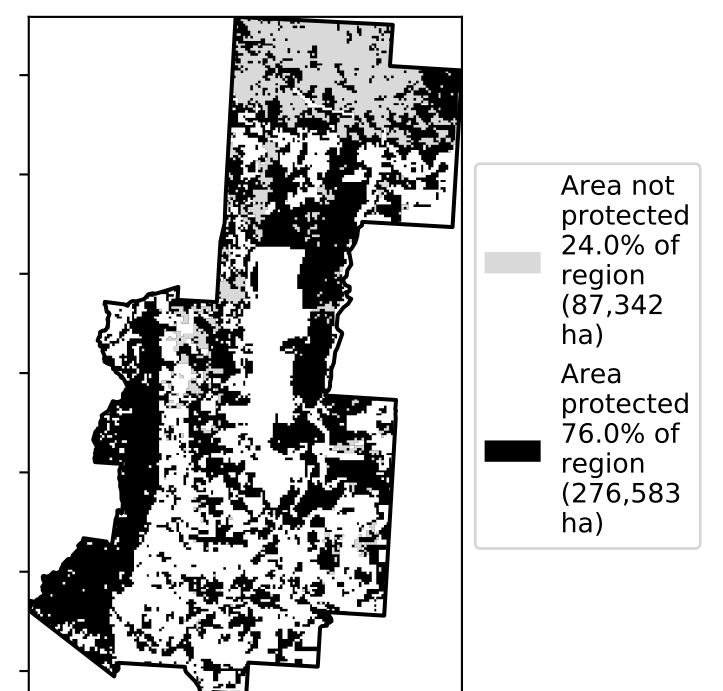 Area not
protected
24.0% of
region
(87,342
ha)
Area
protected
76.0% of
region
(276,583
ha)